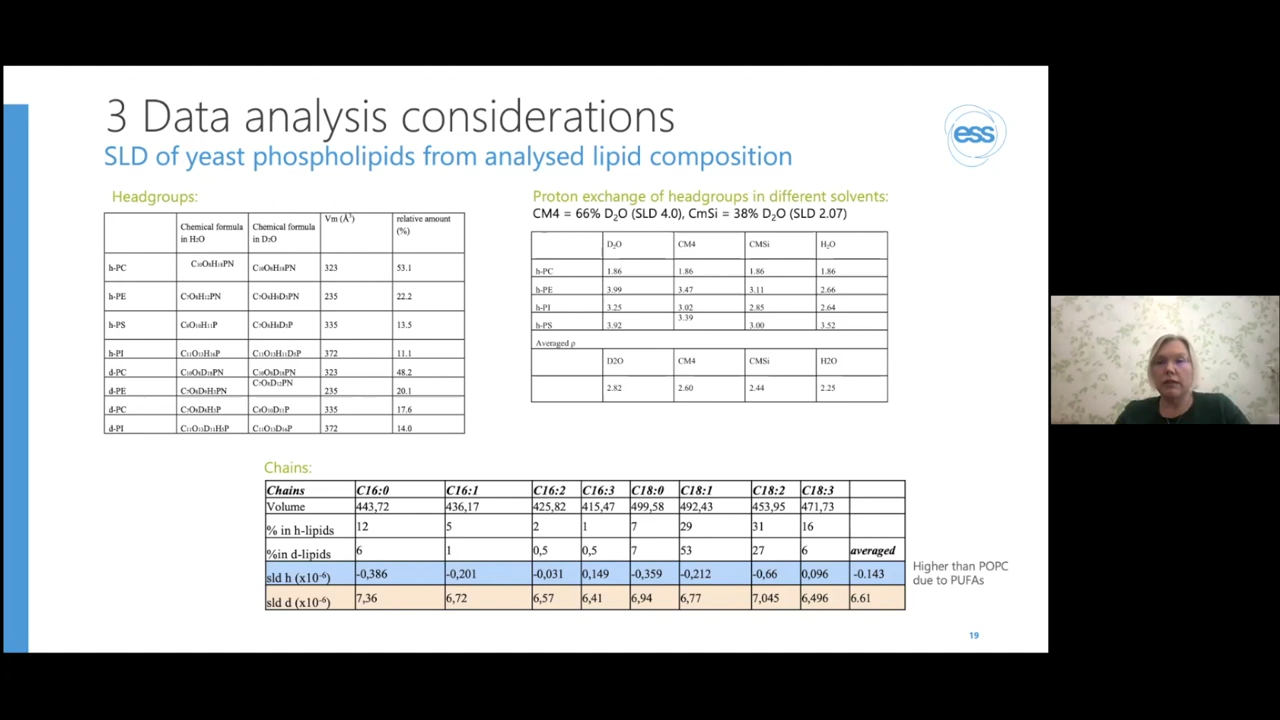 3 Data analysis considerations
SLD of yeast phospholipids from analysed lipid composition
ess
Headgroups:
Chemical formula in H2O | Chemical formula in D2O | Vm (Å3) | relative amount (%)
h-PC | C10O8H18PN | C10O8H18PN | 323 | 53.1
h-PE | C7O8H12PN | C7O8H9D3PN | 235 | 22.2
h-PS | C8O10H11P | C7O8H8D3P | 335 | 13.5
h-PI | C11O13H16P | C11O13H11D5P | 372 | 11.1
d-PC | C10O8D18PN | C10O8D18PN | 323 | 48.2
d-PE | C7O8D9H3PN | C7O8D12PN | 235 | 20.1
d-PC | C7O8D8H3P | C8O10D11P | 335 | 17.6
d-PI | C11O13D11H5P | C11O13D16P | 372 | 14.0
Proton exchange of headgroups in different solvents:
CM4 = 66% D2O (SLD 4.0), CmSi = 38% D2O (SLD 2.07)
D2O | CM4 | CMSi | H2O
h-PC | 1.86 | 1.86 | 1.86 | 1.86
h-PE | 3.99 | 3.47 | 3.11 | 2.66
h-PI | 3.25 | 3.02 | 2.85 | 2.64
h-PS | 3.92 | 3.39 | 3.00 | 3.52
Averaged ρ
D2O | CM4 | CMSi | H2O
2.82 | 2.60 | 2.44 | 2.25
Chains:
Chains | C16:0 | C16:1 | C16:2 | C16:3 | C18:0 | C18:1 | C18:2 | C18:3
Volume | 443,72 | 436,17 | 425,82 | 415,47 | 499,58 | 492,43 | 453,95 | 471,73
% in h-lipids | 12 | 5 | 2 | 1 | 7 | 29 | 31 | 16
%in d-lipids | 6 | 1 | 0,5 | 0,5 | 7 | 53 | 27 | 6 | averaged
sld h (x10-6) | -0,386 | -0,201 | -0,031 | 0,149 | -0,359 | -0,212 | -0,66 | 0,096 | -0.143
sld d (x10-6) | 7,36 | 6,72 | 6,57 | 6,41 | 6,94 | 6,77 | 7,045 | 6,496 | 6.61
Higher than POPC
due to PUFAs
19